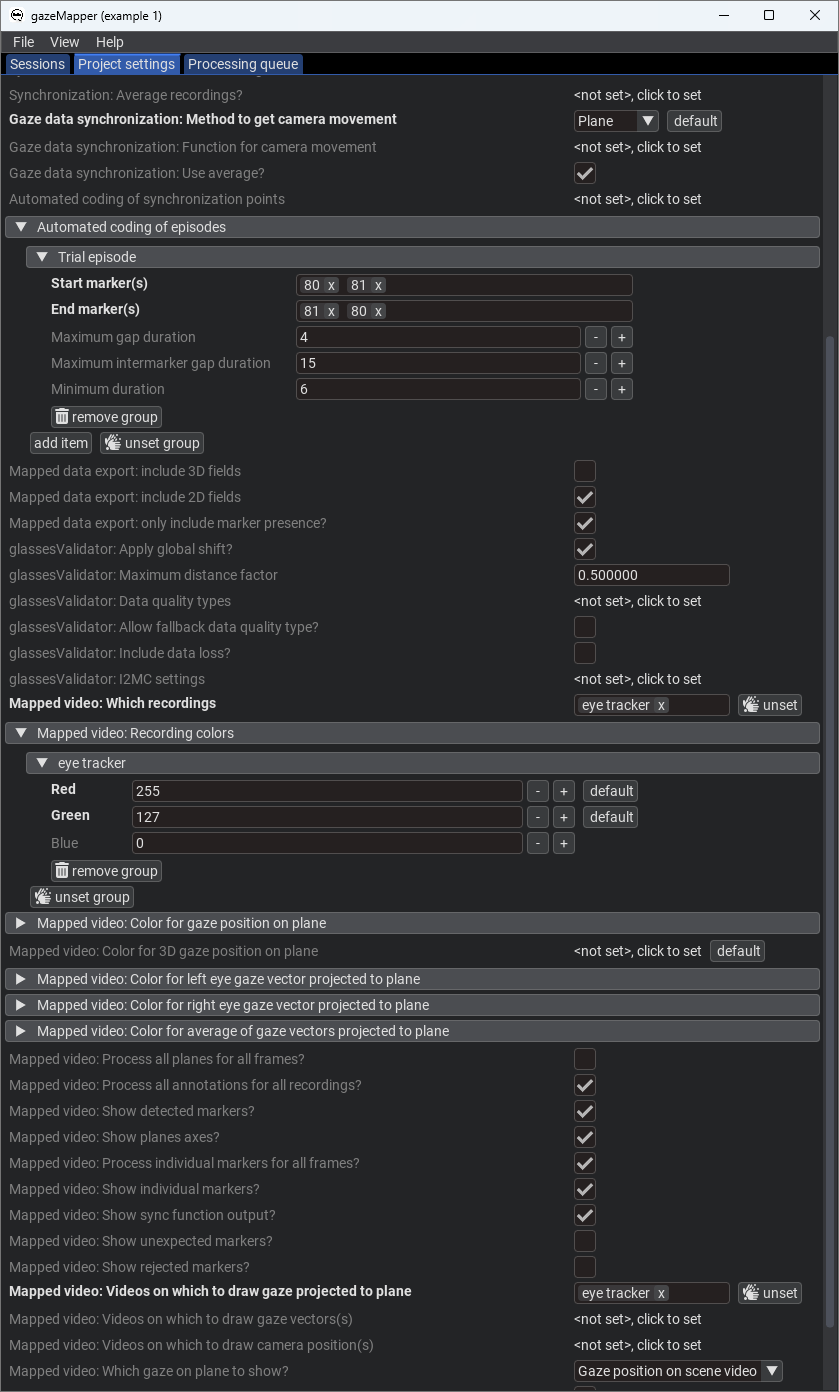 gazeMapper (example 1)
File View Help
Sessions Project settings Processing queue
Synchronization: Average recordings? <not set>, click to set
Gaze data synchronization: Method to get camera movement Plane default
Gaze data synchronization: Function for camera movement <not set>, click to set
Gaze data synchronization: Use average?
Automated coding of synchronization points <not set>, click to set
Automated coding of episodes
Trial episode
Start marker(s) 80 x 81 x
End marker(s) 81 x 80 x
Maximum gap duration 4 - +
Maximum intermarker gap duration 15 - +
Minimum duration 6 - +
remove group
add item unset group
Mapped data export: include 3D fields
Mapped data export: include 2D fields
Mapped data export: only include marker presence?
glassesValidator: Apply global shift?
glassesValidator: Maximum distance factor 0.500000
glassesValidator: Data quality types <not set>, click to set
glassesValidator: Allow fallback data quality type?
glassesValidator: Include data loss?
glassesValidator: I2MC settings <not set>, click to set
Mapped video: Which recordings eye tracker x unset
Mapped video: Recording colors
eye tracker
Red 255 - + default
Green 127 - + default
Blue 0 - +
remove group
unset group
Mapped video: Color for gaze position on plane
Mapped video: Color for 3D gaze position on plane <not set>, click to set default
Mapped video: Color for left eye gaze vector projected to plane
Mapped video: Color for right eye gaze vector projected to plane
Mapped video: Color for average of gaze vectors projected to plane
Mapped video: Process all planes for all frames?
Mapped video: Process all annotations for all recordings?
Mapped video: Show detected markers?
Mapped video: Show planes axes?
Mapped video: Process individual markers for all frames?
Mapped video: Show individual markers?
Mapped video: Show sync function output?
Mapped video: Show unexpected markers?
Mapped video: Show rejected markers?
Mapped video: Videos on which to draw gaze projected to plane eye tracker x unset
Mapped video: Videos on which to draw gaze vectors(s) <not set>, click to set
Mapped video: Videos on which to draw camera position(s) <not set>, click to set
Mapped video: Which gaze on plane to show? Gaze position on scene video